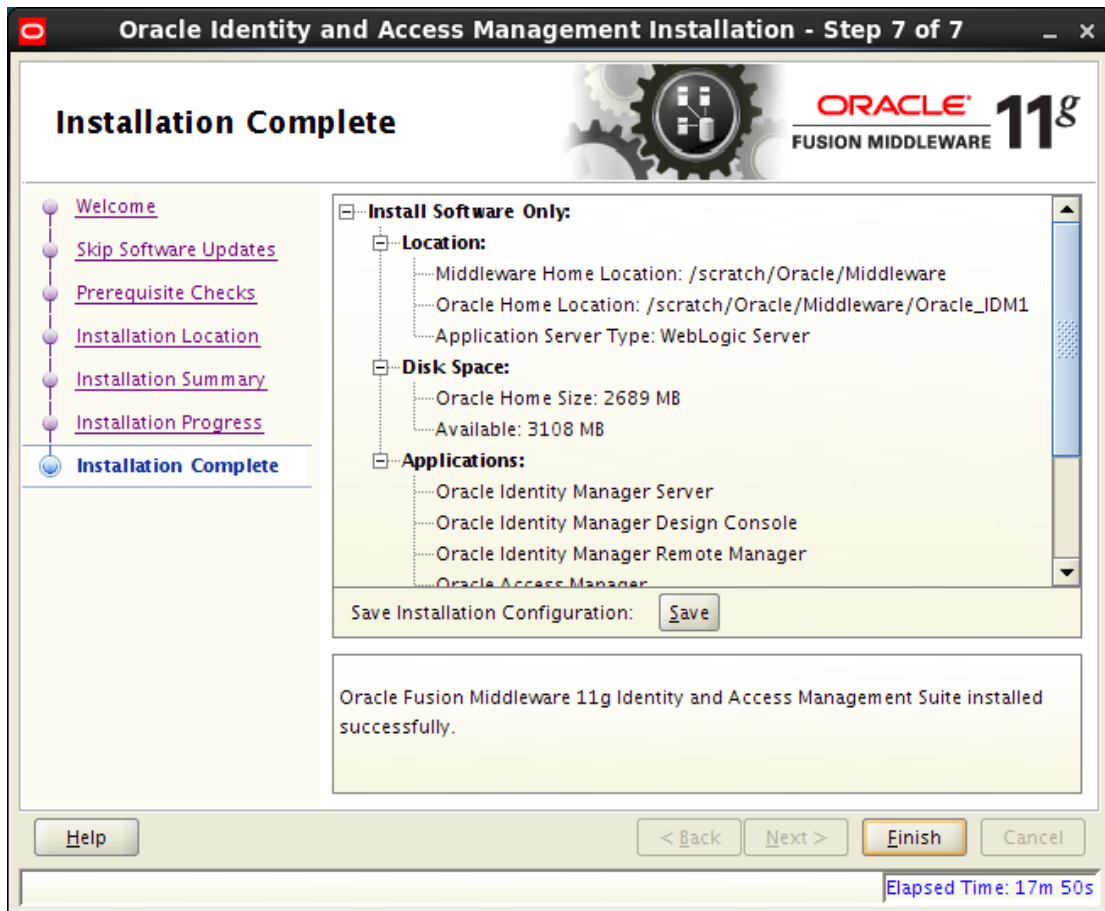 Oracle Identity and Access Management Installation - Step 7 of 7
Installation Complete
ORACLE
FUSION MIDDLEWARE
11g
Welcome
Skip Software Updates
Prerequisite Checks
Installation Location
Installation Summary
Installation Progress
Installation Complete
Install Software Only:
Location:
Middleware Home Location: /scratch/Oracle/Middleware
Oracle Home Location: /scratch/Oracle/Middleware/Oracle_IDM1
Application Server Type: WebLogic Server
Disk Space:
Oracle Home Size: 2689 MB
Available: 3108 MB
Applications:
Oracle Identity Manager Server
Oracle Identity Manager Design Console
Oracle Identity Manager Remote Manager
Oracle Access Manager
Save Installation Configuration: Save
Oracle Fusion Middleware 11g Identity and Access Management Suite installed
successfully.
Help < Back Next > Finish Cancel
Elapsed Time: 17m 50s